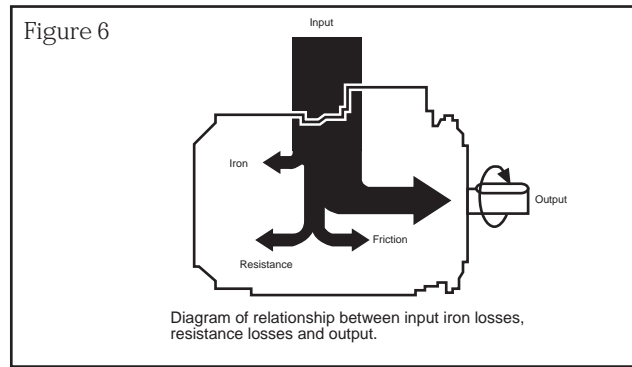 Figure 6
Input
Iron
Output
Friction
Resistance
Diagram of relationship between input iron losses,
resistance losses and output.